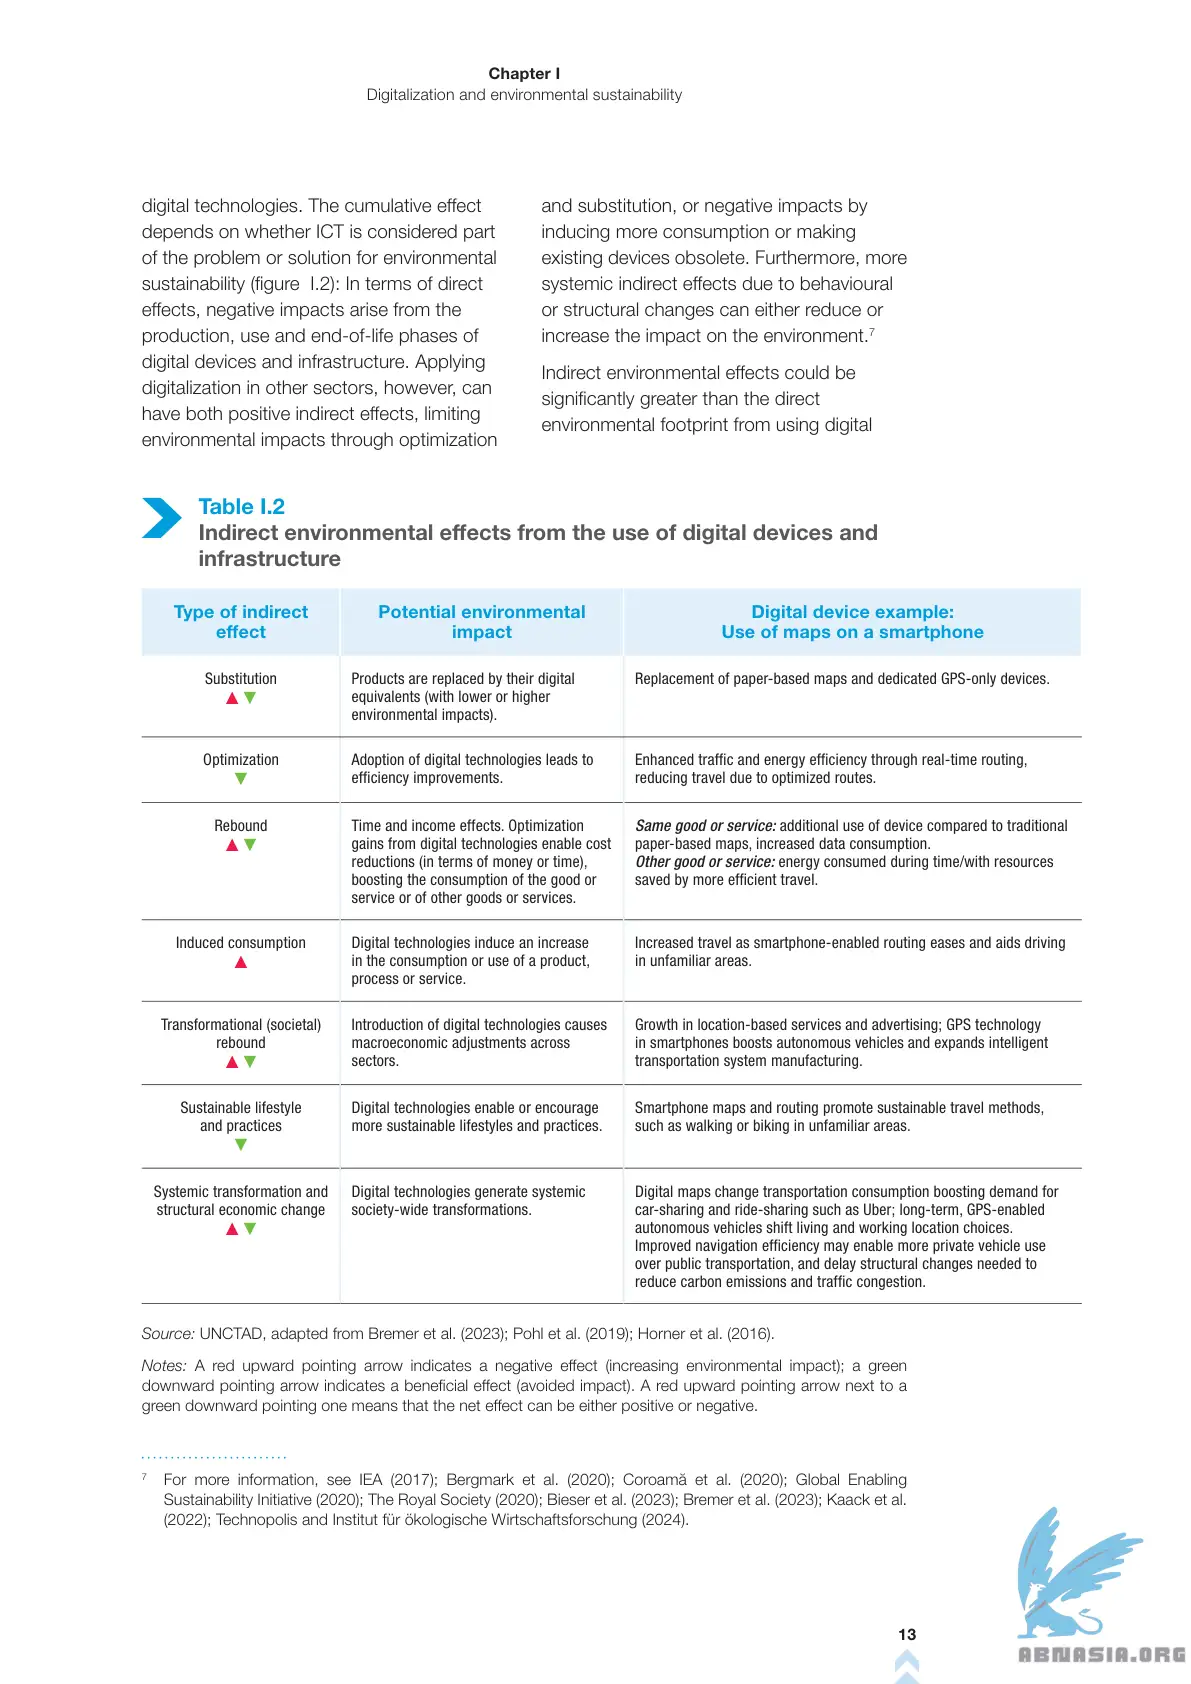 Chapter I
Digitalization and environmental sustainability
digital technologies. The cumulative effect
depends on whether ICT is considered part
of the problem or solution for environmental
sustainability (figure I.2): In terms of direct
effects, negative impacts arise from the
production, use and end-of-life phases of
digital devices and infrastructure. Applying
digitalization in other sectors, however, can
have both positive indirect effects, limiting
environmental impacts through optimization
and substitution, or negative impacts by
inducing more consumption or making
existing devices obsolete. Furthermore, more
systemic indirect effects due to behavioural
or structural changes can either reduce or
increase the impact on the environment.7
Indirect environmental effects could be
significantly greater than the direct
environmental footprint from using digital
Table I.2
Indirect environmental effects from the use of digital devices and
infrastructure
Type of indirect
effect
Potential environmental
impact
Digital device example:
Use of maps on a smartphone
Substitution
▲▼
Products are replaced by their digital
equivalents (with lower or higher
environmental impacts).
Replacement of paper-based maps and dedicated GPS-only devices.
Optimization
▼
Adoption of digital technologies leads to
efficiency improvements.
Enhanced traffic and energy efficiency through real-time routing,
reducing travel due to optimized routes.
Rebound
▲▼
Time and income effects. Optimization
gains from digital technologies enable cost
reductions (in terms of money or time),
boosting the consumption of the good or
service or of other goods or services.
Same good or service: additional use of device compared to traditional
paper-based maps, increased data consumption.
Other good or service: energy consumed during time/with resources
saved by more efficient travel.
Induced consumption
▲
Digital technologies induce an increase
in the consumption or use of a product,
process or service.
Increased travel as smartphone-enabled routing eases and aids driving
in unfamiliar areas.
Transformational (societal)
rebound
▲▼
Introduction of digital technologies causes
macroeconomic adjustments across
sectors.
Growth in location-based services and advertising; GPS technology
in smartphones boosts autonomous vehicles and expands intelligent
transportation system manufacturing.
Sustainable lifestyle
and practices
▼
Digital technologies enable or encourage
more sustainable lifestyles and practices.
Smartphone maps and routing promote sustainable travel methods,
such as walking or biking in unfamiliar areas.
Systemic transformation and
structural economic change
▲▼
Digital technologies generate systemic
society-wide transformations.
Digital maps change transportation consumption boosting demand for
car-sharing and ride-sharing such as Uber; long-term, GPS-enabled
autonomous vehicles shift living and working location choices.
Improved navigation efficiency may enable more private vehicle use
over public transportation, and delay structural changes needed to
reduce carbon emissions and traffic congestion.
Source: UNCTAD, adapted from Bremer et al. (2023); Pohl et al. (2019); Horner et al. (2016).
Notes: A red upward pointing arrow indicates a negative effect (increasing environmental impact); a green
downward pointing arrow indicates a beneficial effect (avoided impact). A red upward pointing arrow next to a
green downward pointing one means that the net effect can be either positive or negative.
7 For more information, see IEA (2017); Bergmark et al. (2020); Coroamă et al. (2020); Global Enabling
Sustainability Initiative (2020); The Royal Society (2020); Bieser et al. (2023); Bremer et al. (2023); Kaack et al.
(2022); Technopolis and Institut für ökologische Wirtschaftsforschung (2024).
13
ABNASIA.ORG